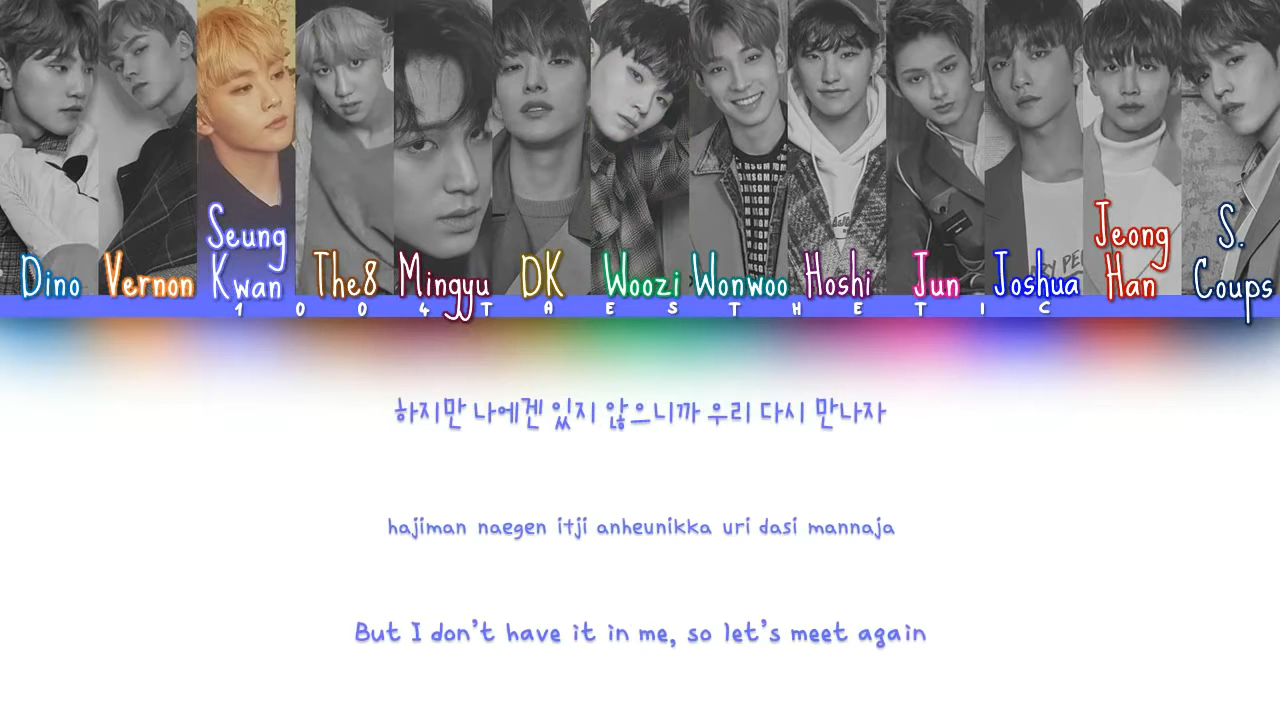 Dino Vernon Seung Kwan The8 Mingyu DK Woozi Wonwoo Hoshi Jun Joshua Jeong Han S. Coups
1004TAESTHETIC
하지만 나에겐 있지 않으니까 우리 다시 만나자
hajiman naegen itji anheunikka uri dasi mannaja
But I don't have it in me, so let's meet again